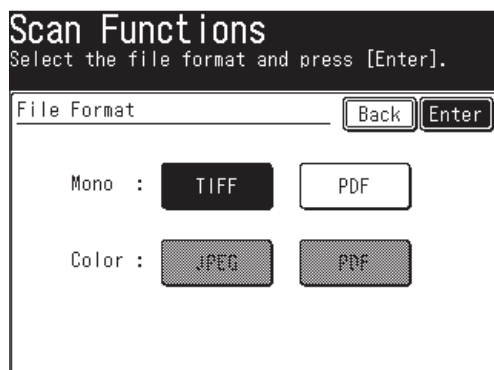 Scan Functions
Select the file format and press [Enter].
File Format Back Enter
Mono : TIFF PDF
Color : JPEG PDF